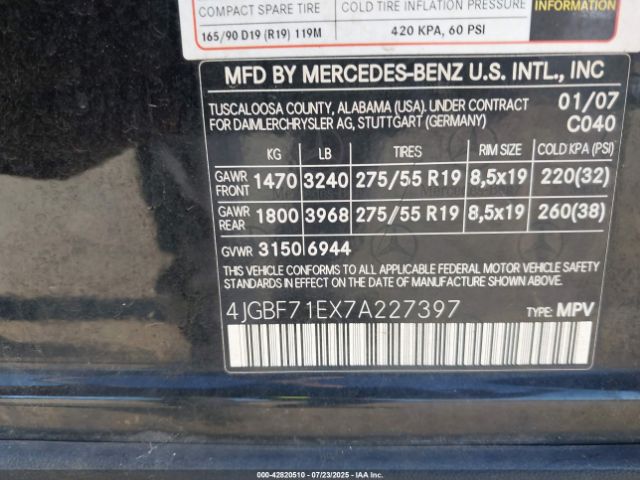 COMPACT SPARE TIRE COLD TIRE INFLATION PRESSURE INFORMATION
165/90 D19 (R19) 119M 420 KPA, 60 PSI
MFD BY MERCEDES-BENZ U.S. INTL., INC
TUSCALOOSA COUNTY, ALABAMA (USA). UNDER CONTRACT 01/07
FOR DAIMLERCHRYSLER AG, STUTTGART (GERMANY) C040
KG LB TIRES RIM SIZE COLD KPA (PSI)
GAWR FRONT 1470 3240 275/55 R19 8,5x19 220(32)
GAWR REAR 1800 3968 275/55 R19 8,5x19 260(38)
GVWR 3150 6944
THIS VEHICLE CONFORMS TO ALL APPLICABLE FEDERAL MOTOR VEHICLE SAFETY
STANDARDS IN EFFECT ON THE DATE OF MANUFACTURE SHOWN ABOVE.
4JGBF71EX7A227397 TYPE: MPV
000-42820510 - 07/23/2025 - Copyright © IAA, LLC